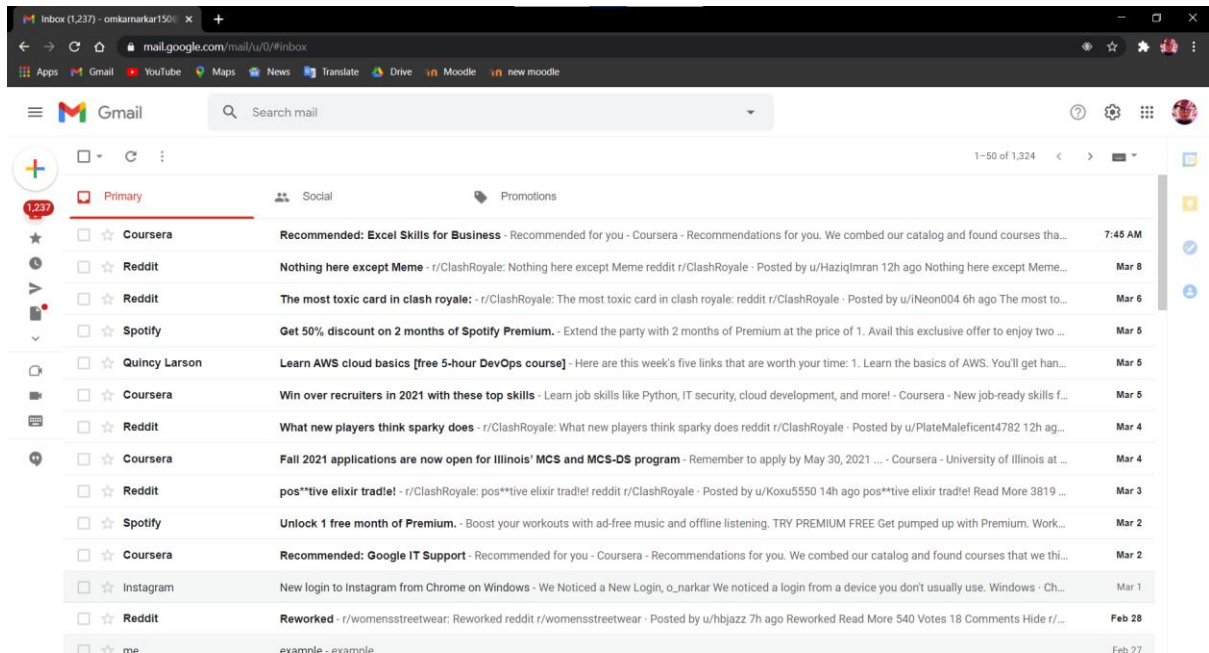 Inbox (1,237) - omkarnarkar150
mail.google.com/mail/u/0/#inbox
Apps Gmail YouTube Maps News Translate Drive Moodle new moodle
Gmail Search mail
1–50 of 1,324
Primary Social Promotions
1,237
Coursera Recommended: Excel Skills for Business - Recommended for you - Coursera - Recommendations for you. We combed our catalog and found courses tha... 7:45 AM
Reddit Nothing here except Meme - r/ClashRoyale: Nothing here except Meme reddit r/ClashRoyale · Posted by u/HaziqImran 12h ago Nothing here except Meme... Mar 8
Reddit The most toxic card in clash royale: - r/ClashRoyale: The most toxic card in clash royale: reddit r/ClashRoyale · Posted by u/iNeon004 6h ago The most to... Mar 6
Spotify Get 50% discount on 2 months of Spotify Premium. - Extend the party with 2 months of Premium at the price of 1. Avail this exclusive offer to enjoy two ... Mar 5
Quincy Larson Learn AWS cloud basics [free 5-hour DevOps course] - Here are this week's five links that are worth your time: 1. Learn the basics of AWS. You'll get han... Mar 5
Coursera Win over recruiters in 2021 with these top skills - Learn job skills like Python, IT security, cloud development, and more! - Coursera - New job-ready skills f... Mar 5
Reddit What new players think sparky does - r/ClashRoyale: What new players think sparky does reddit r/ClashRoyale · Posted by u/PlateMaleficent4782 12h ag... Mar 4
Coursera Fall 2021 applications are now open for Illinois' MCS and MCS-DS program - Remember to apply by May 30, 2021 ... - Coursera - University of Illinois at ... Mar 4
Reddit pos**tive elixir trad!e! - r/ClashRoyale: pos**tive elixir trad!e! reddit r/ClashRoyale · Posted by u/Koxu5550 14h ago pos**tive elixir trad!e! Read More 3819 ... Mar 3
Spotify Unlock 1 free month of Premium. - Boost your workouts with ad-free music and offline listening. TRY PREMIUM FREE Get pumped up with Premium. Work... Mar 2
Coursera Recommended: Google IT Support - Recommended for you - Coursera - Recommendations for you. We combed our catalog and found courses that we thi... Mar 2
Instagram New login to Instagram from Chrome on Windows - We Noticed a New Login, o_narkar We noticed a login from a device you don't usually use. Windows · Ch... Mar 1
Reddit Reworked - r/womensstreetwear: Reworked reddit r/womensstreetwear · Posted by u/hbjazz 7h ago Reworked Read More 540 Votes 18 Comments Hide r/... Feb 28
me example - example Feb 27